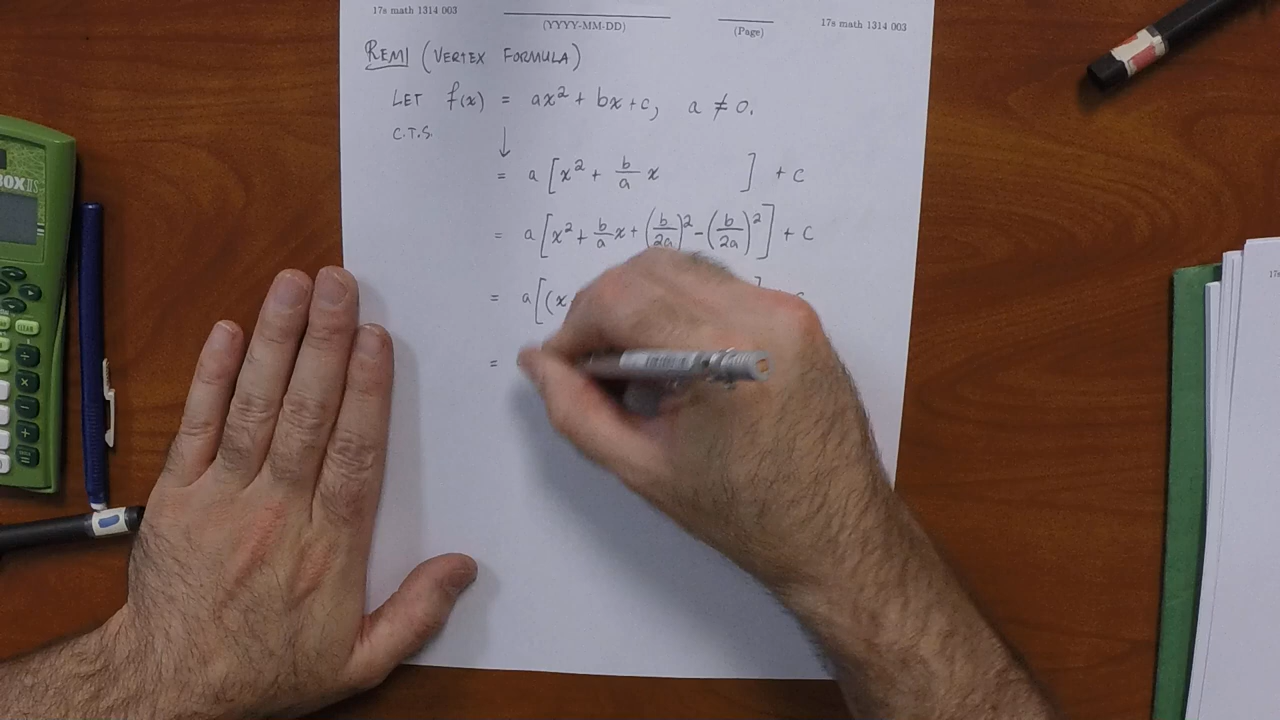 17s math 1314 003 (YYYY-MM-DD) (Page) 17s math 1314 003
REM (VERTEX FORMULA)
LET f(x) = ax² + bx + c, a ≠ 0.
C.T.S. ↓
= a [ x² + b/a x ] + c
= a [ x² + b/a x + (b/2a)² - (b/2a)² ] + c
= a [ (x
=